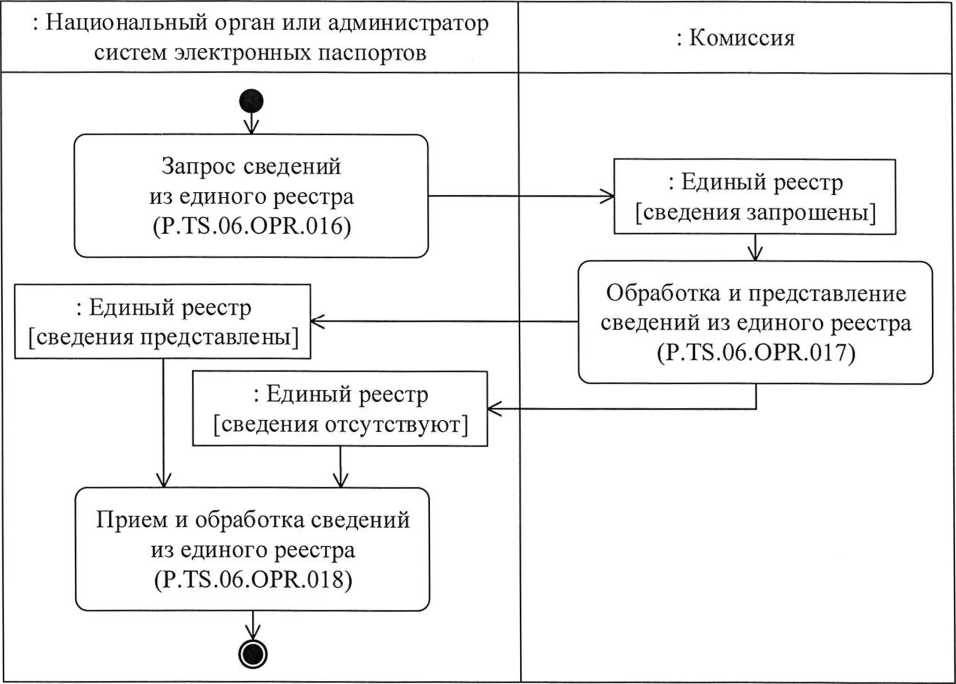 : Национальный орган или администратор
систем электронных паспортов
: Комиссия
Запрос сведений
из единого реестра
(P.TS.06.OPR.016)
: Единый реестр
[сведения запрошены]
Обработка и представление
сведений из единого реестра
(P.TS.06.OPR.017)
: Единый реестр
[сведения представлены]
: Единый реестр
[сведения отсутствуют]
Прием и обработка сведений
из единого реестра
(P.TS.06.OPR.018)